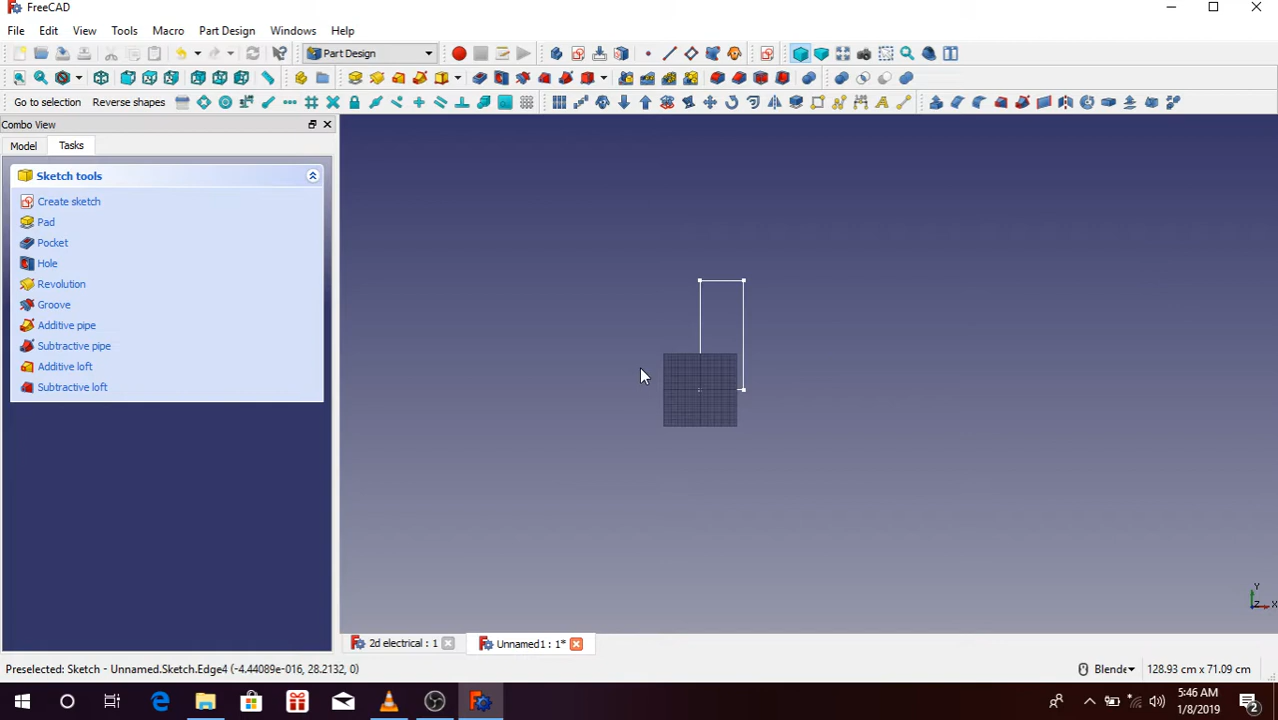 FreeCAD
File Edit View Tools Macro Part Design Windows Help
Part Design
Go to selection Reverse shapes
Combo View
Model Tasks
Sketch tools
Create sketch
Pad
Pocket
Hole
Revolution
Groove
Additive pipe
Subtractive pipe
Additive loft
Subtractive loft
Y
Z X
2d electrical : 1 Unnamed1 : 1*
Preselected: Sketch - Unnamed.Sketch.Edge4 (-4.44089e-016, 28.2132, 0) Blende 128.93 cm x 71.09 cm
5:46 AM
1/8/2019
2